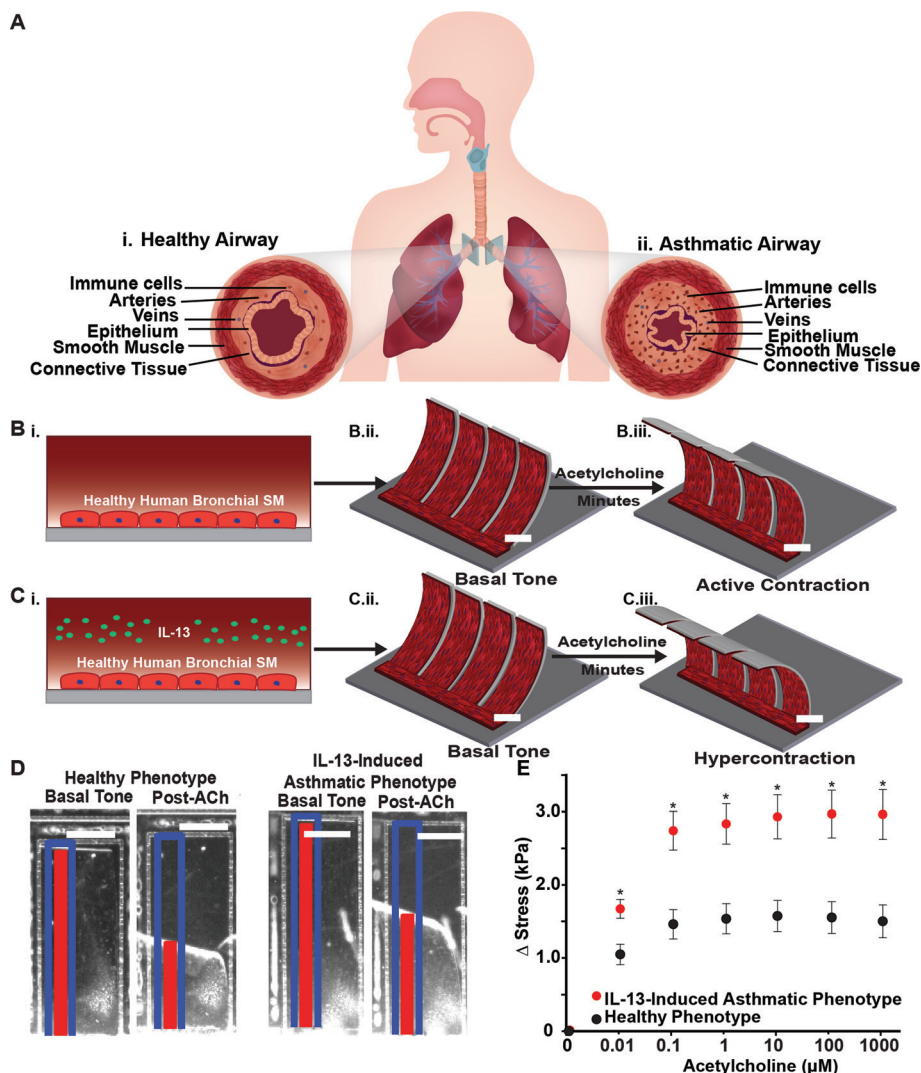 A
i. Healthy Airway
Immune cells
Arteries
Veins
Epithelium
Smooth Muscle
Connective Tissue
ii. Asthmatic Airway
Immune cells
Arteries
Veins
Epithelium
Smooth Muscle
Connective Tissue
B i.
Healthy Human Bronchial SM
B.ii.
Basal Tone
Acetylcholine
Minutes
B.iii.
Active Contraction
C i.
IL-13
Healthy Human Bronchial SM
C.ii.
Basal Tone
Acetylcholine
Minutes
C.iii.
Hypercontraction
D
Healthy Phenotype
Basal Tone Post-ACh
IL-13-Induced
Asthmatic Phenotype
Basal Tone Post-ACh
E
Δ Stress (kPa)
3.0
2.0
1.0
0
* * * * * *
IL-13-Induced Asthmatic Phenotype
Healthy Phenotype
0 0.01 0.1 1 10 100 1000
Acetylcholine (µM)